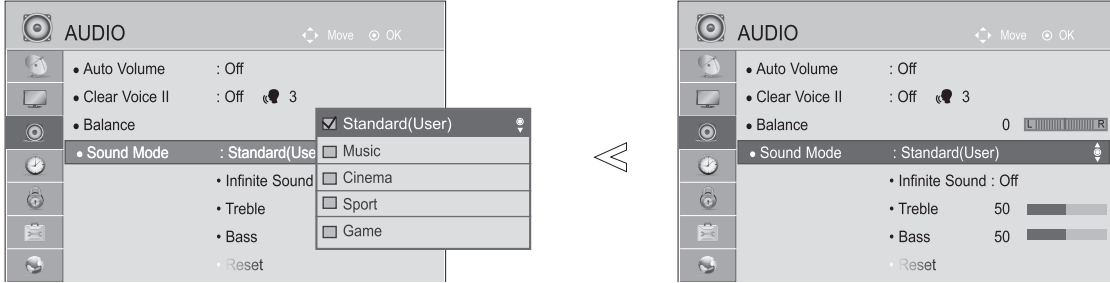 AUDIO Move OK
• Auto Volume : Off
• Clear Voice II : Off 3
• Balance
• Sound Mode : Standard(Use
• Infinite Sound
• Treble
• Bass
• Reset
Standard(User)
Music
Cinema
Sport
Game
AUDIO Move OK
• Auto Volume : Off
• Clear Voice II : Off 3
• Balance 0 L R
• Sound Mode : Standard(User)
• Infinite Sound : Off
• Treble 50
• Bass 50
• Reset